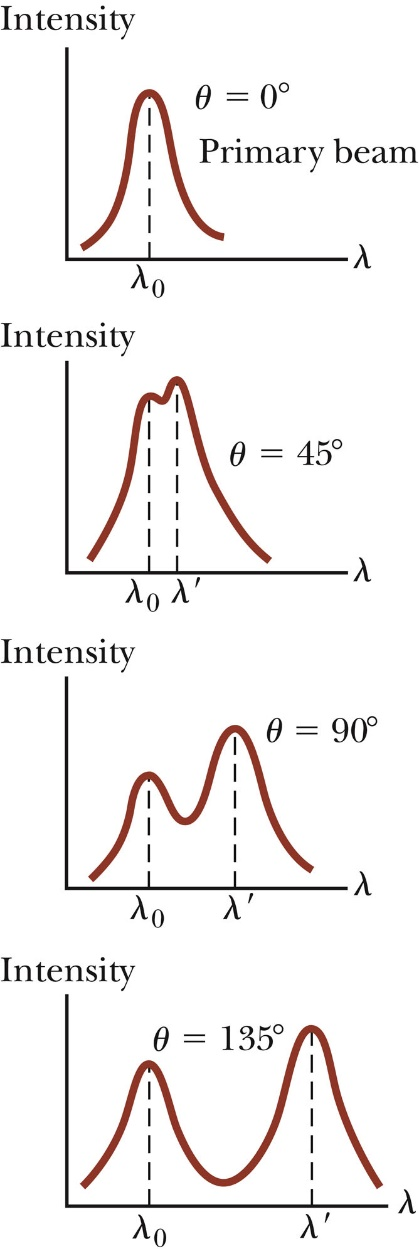 Intensity
θ = 0°
Primary beam
λ
λ₀
Intensity
θ = 45°
λ
λ₀ λ′
Intensity
θ = 90°
λ
λ₀ λ′
Intensity
θ = 135°
λ
λ₀ λ′